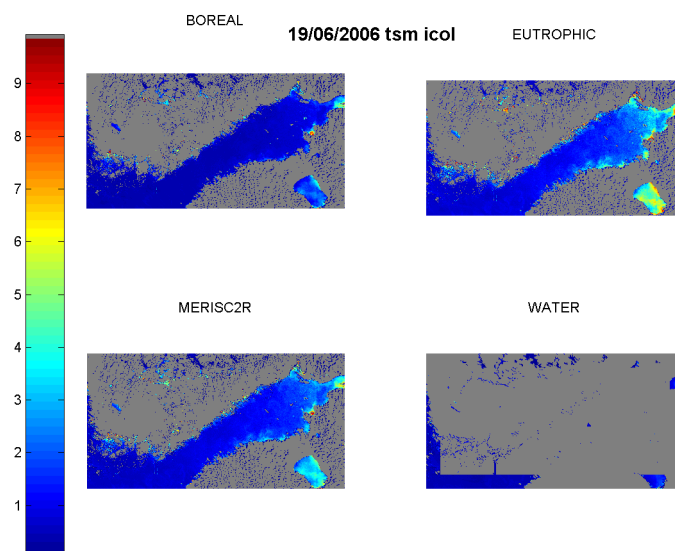 BOREAL
19/06/2006 tsm icol
EUTROPHIC
9
8
7
6
5
4
3
2
1
MERISC2R
WATER